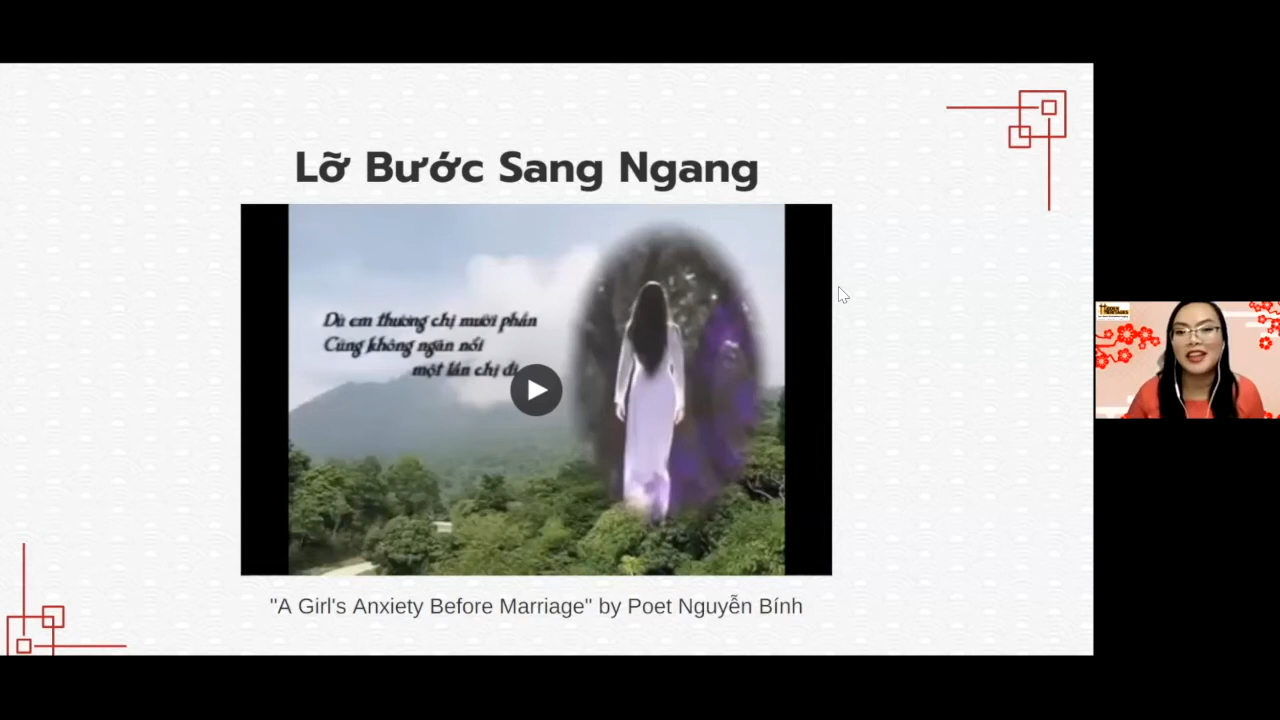 Lỡ Bước Sang Ngang
Dù em thương chị mười phần
Cũng không ngăn nổi
một lần chị đi
"A Girl's Anxiety Before Marriage" by Poet Nguyễn Bính